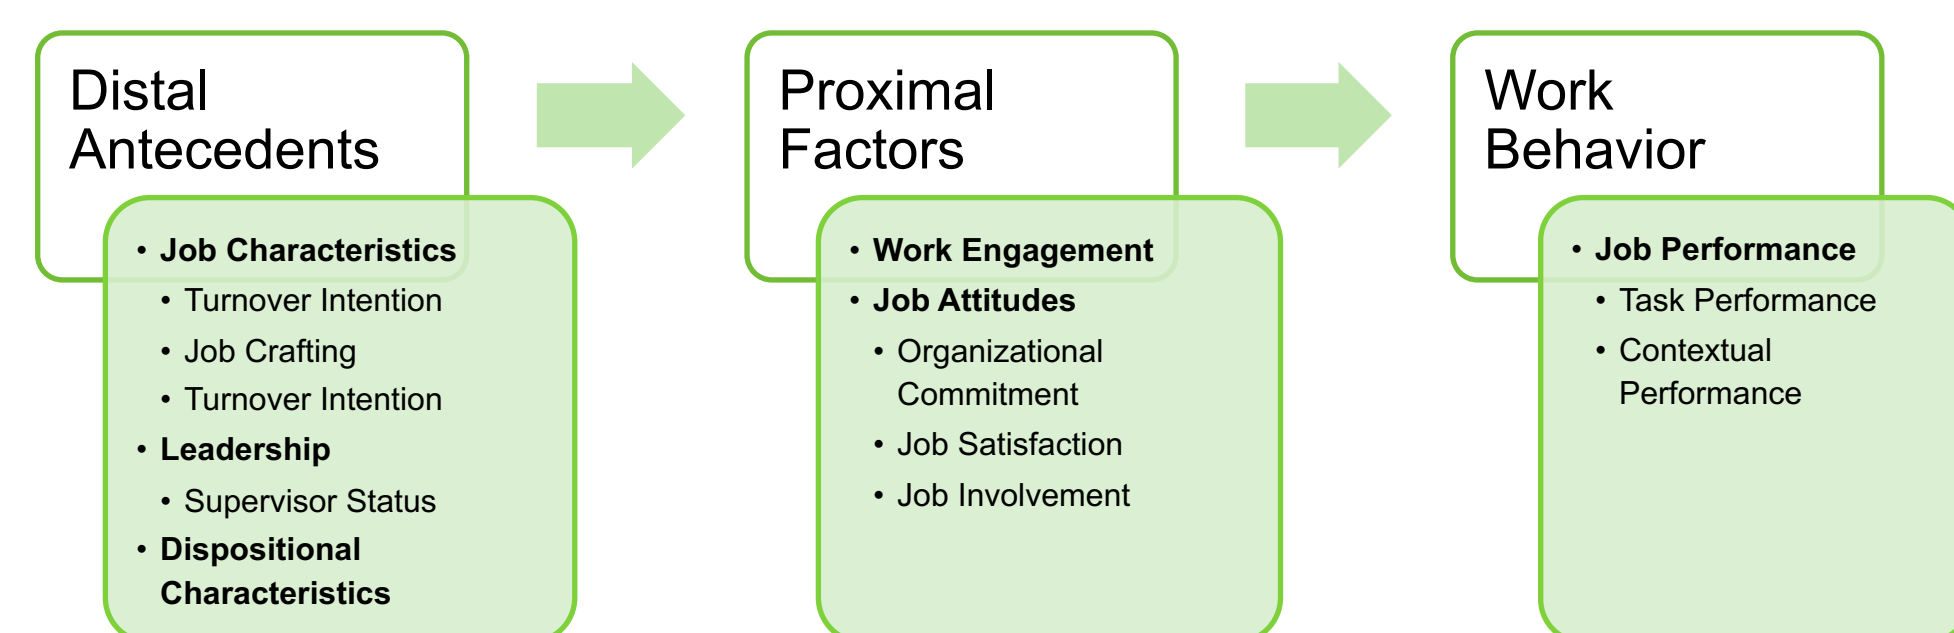 Distal
Antecedents
• Job Characteristics
• Turnover Intention
• Job Crafting
• Turnover Intention
• Leadership
• Supervisor Status
• Dispositional
Characteristics
Proximal
Factors
• Work Engagement
• Job Attitudes
• Organizational
Commitment
• Job Satisfaction
• Job Involvement
Work
Behavior
• Job Performance
• Task Performance
• Contextual
Performance